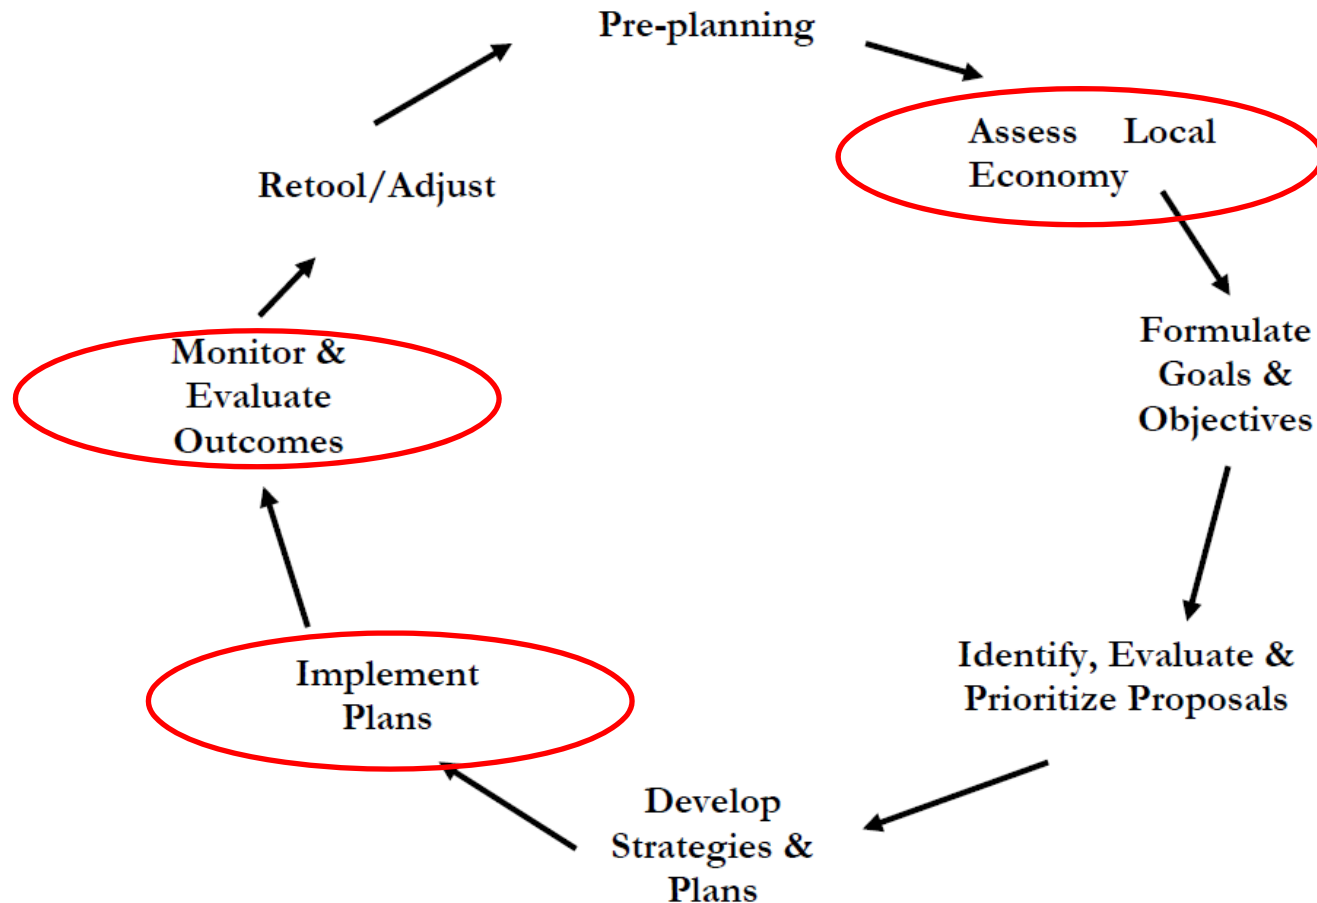 Pre-planning
Assess Local
Economy
Formulate
Goals &
Objectives
Identify, Evaluate &
Prioritize Proposals
Develop
Strategies &
Plans
Implement
Plans
Monitor &
Evaluate
Outcomes
Retool/Adjust